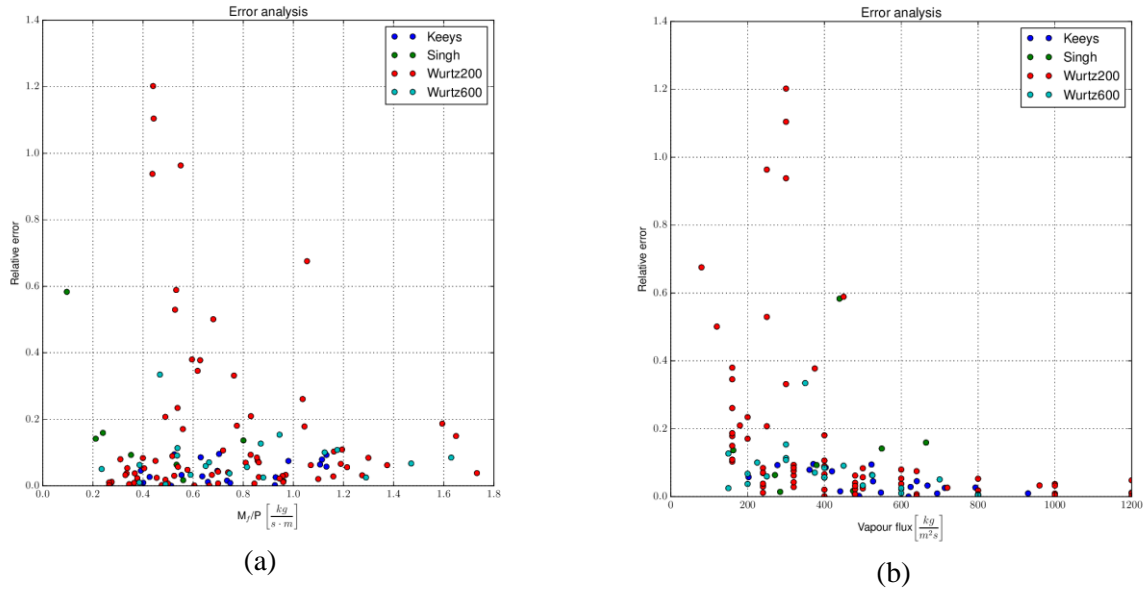 Error analysis
1.4
1.2
1.0
0.8
0.6
0.4
0.2
0.0
Relative error
Keeys
Singh
Wurtz200
Wurtz600
0.0 0.2 0.4 0.6 0.8 1.0 1.2 1.4 1.6 1.8
M_f/P [kg / s · m]
(a)
Error analysis
1.4
1.2
1.0
0.8
0.6
0.4
0.2
0.0
Relative error
Keeys
Singh
Wurtz200
Wurtz600
0 200 400 600 800 1000 1200
Vapour flux [kg / m²s]
(b)